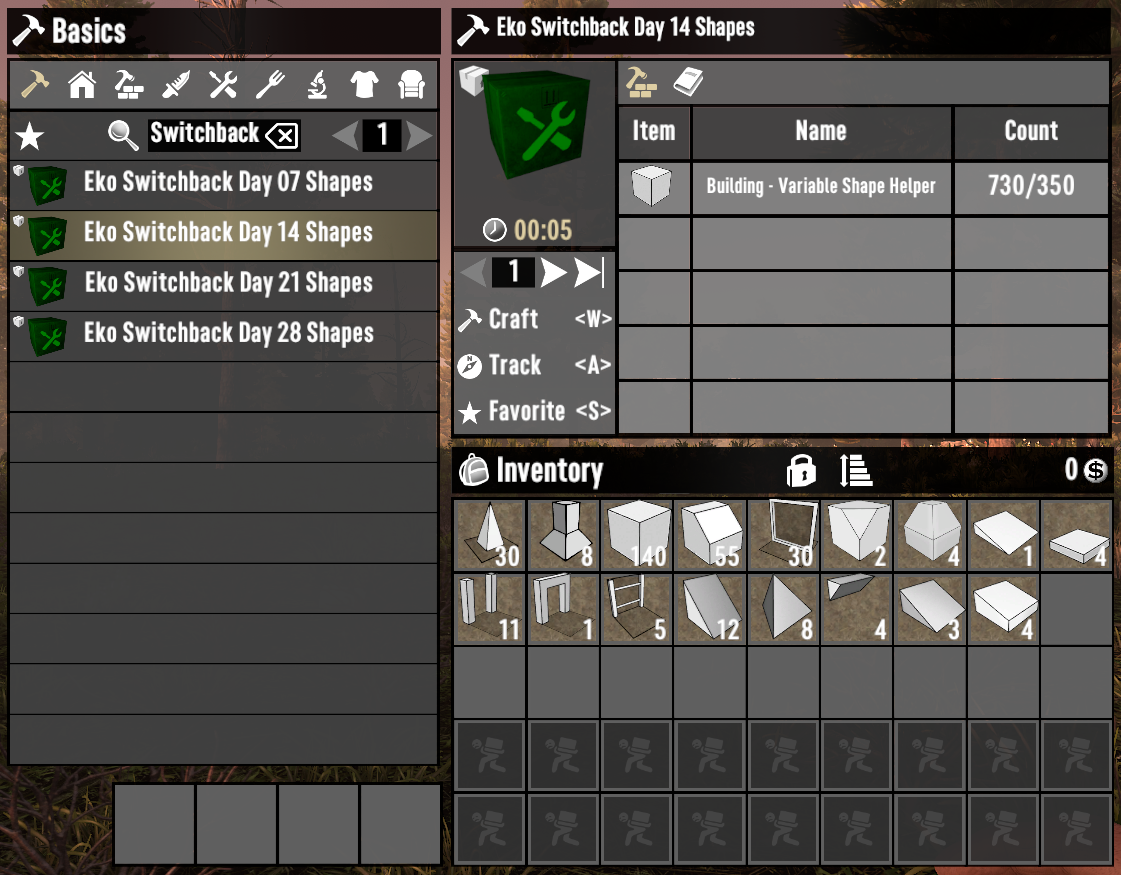 Basics
Switchback
1
Eko Switchback Day 07 Shapes
Eko Switchback Day 14 Shapes
Eko Switchback Day 21 Shapes
Eko Switchback Day 28 Shapes
Eko Switchback Day 14 Shapes
00:05
1
Craft <W>
Track <A>
Favorite <S>
Item Name Count
Building - Variable Shape Helper 730/350
Inventory
0
30 8 140 55 30 2 4 1 4
11 1 5 12 8 4 3 4